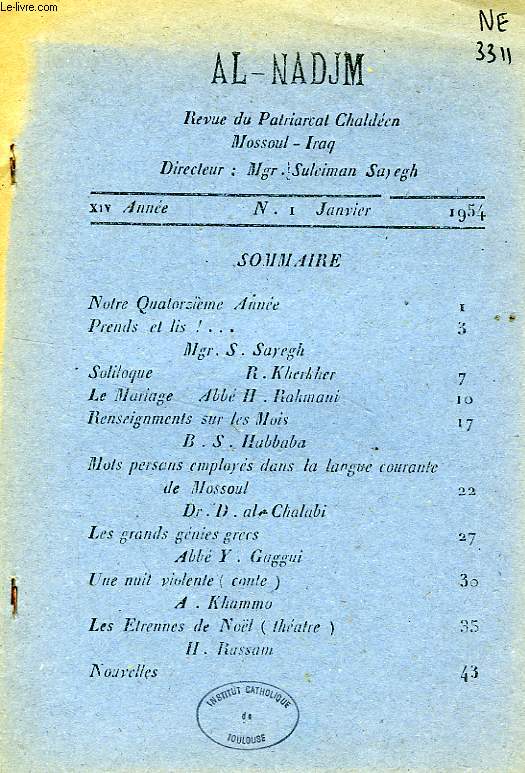 Le-livre.com
NE
3311
AL-NADJM
Revue du Patriarcat Chaldéen
Mossoul - Iraq
Directeur : Mgr. Suleiman Sayegh
XIV Année N. 1 Janvier 1954
SOMMAIRE
Notre Quatorzième Année 1
Prends et lis !... 3
Mgr. S. Sayegh
Soliloque R. Kherkher 7
Le Mariage Abbé H. Rahmani 10
Renseignments sur les Mois 17
B. S. Habbaba
Mots persans employés dans la langue courante
de Mossoul 22
Dr. D. al-Chalabi
Les grands génies grecs 27
Abbé Y. Gaggui
Une nuit violente ( conte ) 30
A. Khammo
Les Etrennes de Noël ( théatre ) 35
H. Rassam
Nouvelles 43
INSTITUT CATHOLIQUE
de
TOULOUSE